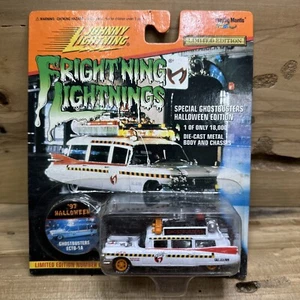 JOHNNY
LIGHTNING
LIMITED EDITION
FRIGHT'NING
LIGHTNINGS
SPECIAL GHOSTBUSTERS
HALLOWEEN EDITION
1 OF ONLY 18,000
DIE-CAST METAL
BODY AND CHASSIS
'97
HALLOWEEN
GHOSTBUSTERS
ECTO-1A
LIMITED EDITION NUMBER